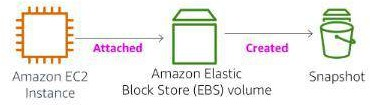 Attached
Created
Amazon EC2
Instance
Amazon Elastic
Block Store (EBS) volume
Snapshot